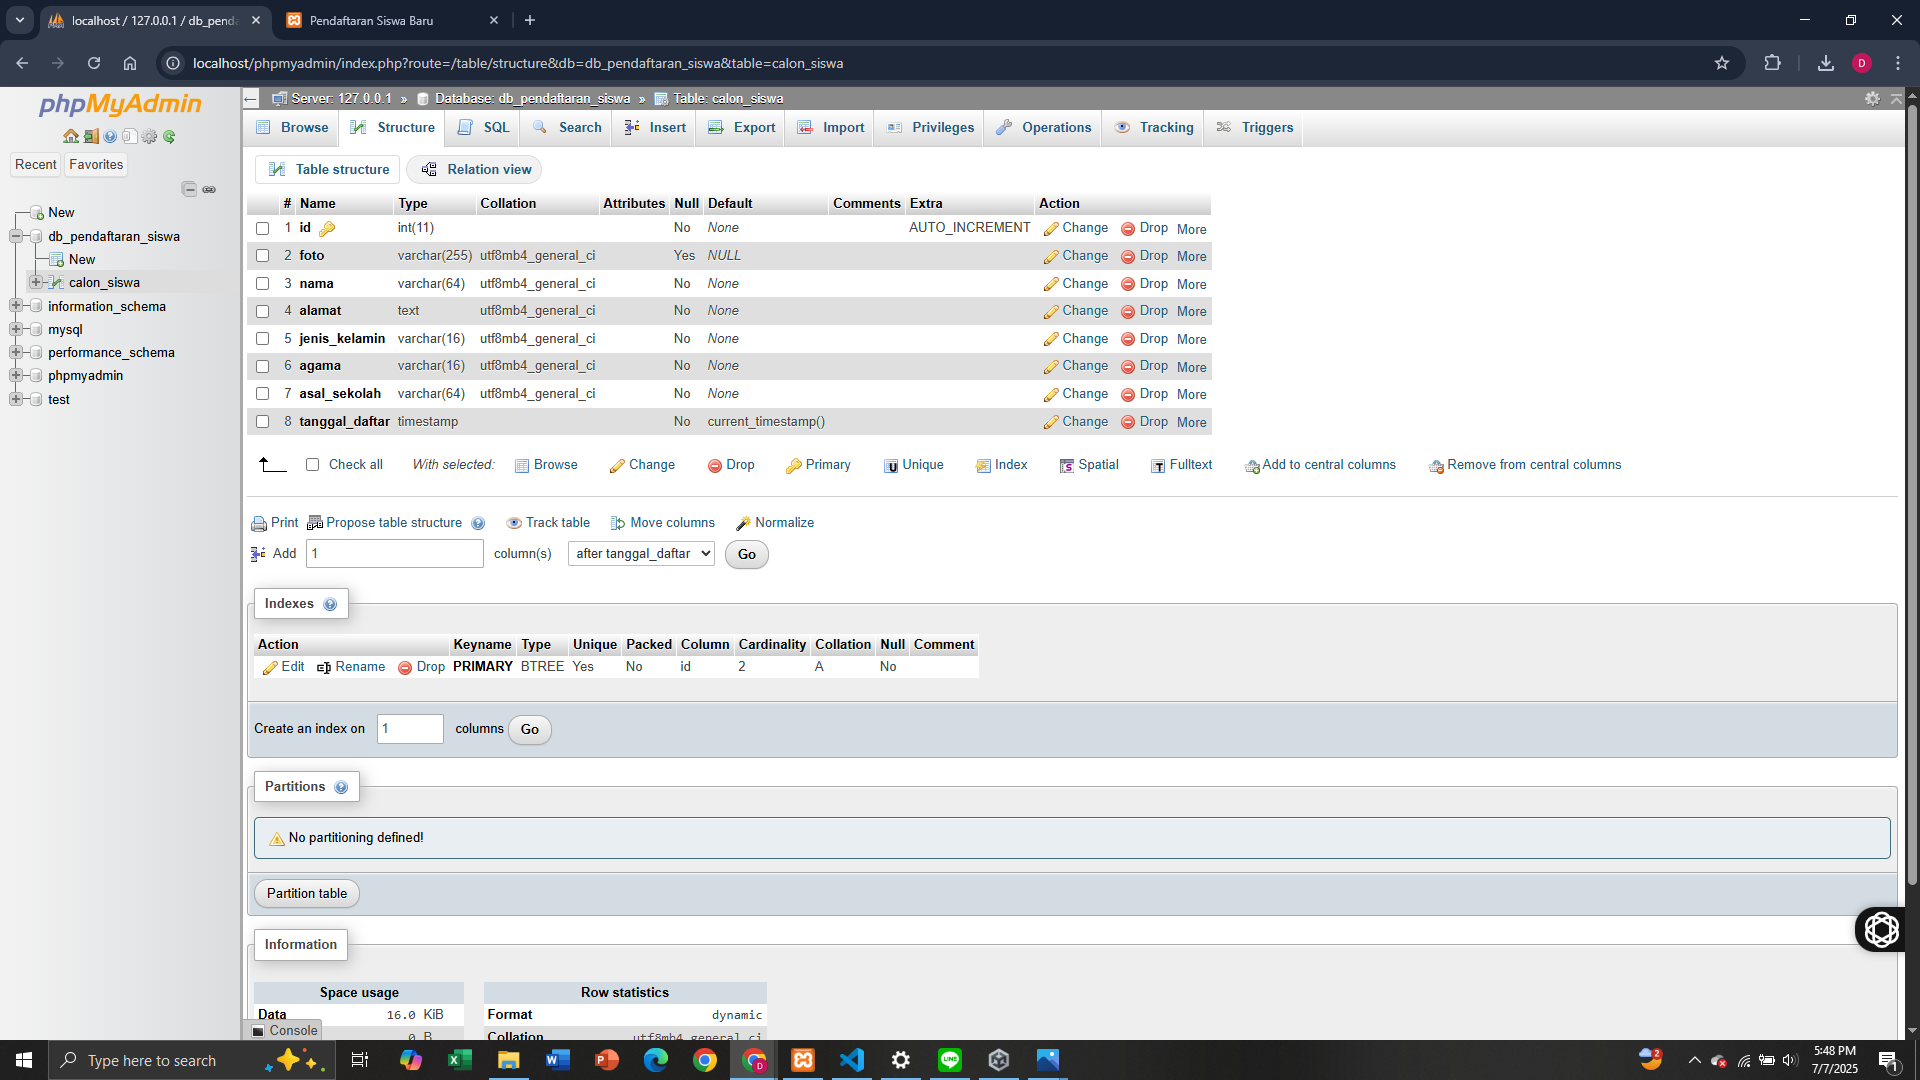 localhost / 127.0.0.1 / db_penda
Pendaftaran Siswa Baru
localhost/phpmyadmin/index.php?route=/table/structure&db=db_pendaftaran_siswa&table=calon_siswa
D
phpMyAdmin
Recent Favorites
New
db_pendaftaran_siswa
New
calon_siswa
information_schema
mysql
performance_schema
phpmyadmin
test
Server: 127.0.0.1 » Database: db_pendaftaran_siswa » Table: calon_siswa
Browse Structure SQL Search Insert Export Import Privileges Operations Tracking Triggers
Table structure Relation view
# Name Type Collation Attributes Null Default Comments Extra Action
1 id int(11) No None AUTO_INCREMENT Change Drop More
2 foto varchar(255) utf8mb4_general_ci Yes NULL Change Drop More
3 nama varchar(64) utf8mb4_general_ci No None Change Drop More
4 alamat text utf8mb4_general_ci No None Change Drop More
5 jenis_kelamin varchar(16) utf8mb4_general_ci No None Change Drop More
6 agama varchar(16) utf8mb4_general_ci No None Change Drop More
7 asal_sekolah varchar(64) utf8mb4_general_ci No None Change Drop More
8 tanggal_daftar timestamp No current_timestamp() Change Drop More
Check all With selected: Browse Change Drop Primary Unique Index Spatial Fulltext Add to central columns Remove from central columns
Print Propose table structure Track table Move columns Normalize
Add 1 column(s) after tanggal_daftar Go
Indexes
Action Keyname Type Unique Packed Column Cardinality Collation Null Comment
Edit Rename Drop PRIMARY BTREE Yes No id 2 A No
Create an index on 1 columns Go
Partitions
No partitioning defined!
Partition table
Information
Space usage
Data 16.0 KiB
0 B
Row statistics
Format dynamic
Collation utf8mb4_general_ci
Console
Type here to search
2
5:48 PM
7/7/2025
1